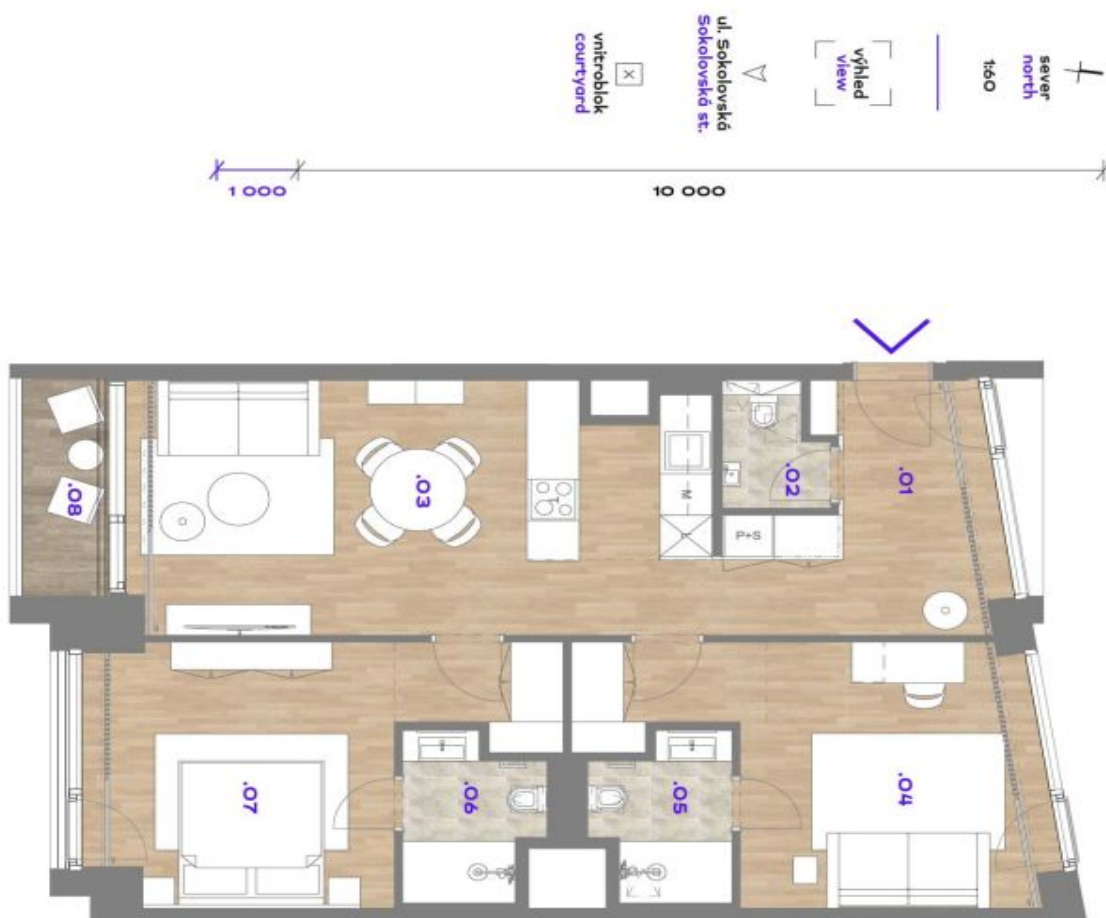 sever
north
1:60
výhled
view
ul. Sokolovská
Sokolovská st.
vnitroblok
courtyard
X
1 000
10 000
.01
.02
.03
.04
.05
.06
.07
.08
P+S
M
L
T